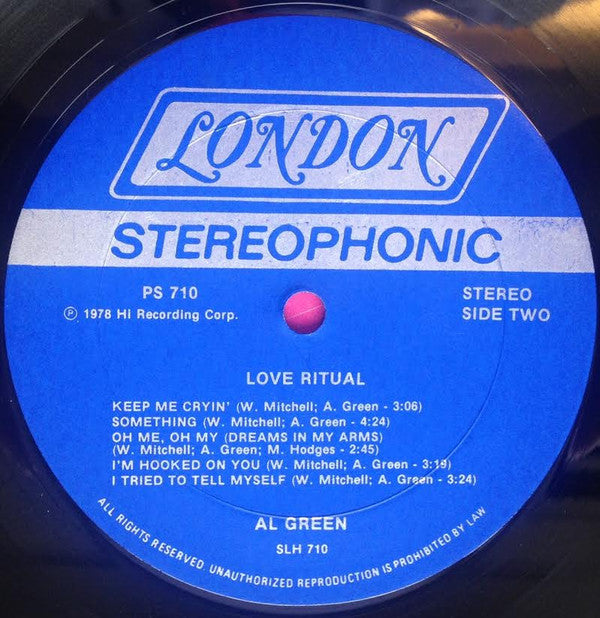 LONDON
STEREOPHONIC
PS 710
℗ 1978 Hi Recording Corp.
STEREO
SIDE TWO
LOVE RITUAL
KEEP ME CRYIN' (W. Mitchell; A. Green - 3:06)
SOMETHING (W. Mitchell; A. Green - 4:24)
OH ME, OH MY (DREAMS IN MY ARMS)
(W. Mitchell; A. Green; M. Hodges - 2:45)
I'M HOOKED ON YOU (W. Mitchell; A. Green - 3:19)
I TRIED TO TELL MYSELF (W. Mitchell; A. Green - 3:24)
AL GREEN
SLH 710
ALL RIGHTS RESERVED. UNAUTHORIZED REPRODUCTION IS PROHIBITED BY LAW